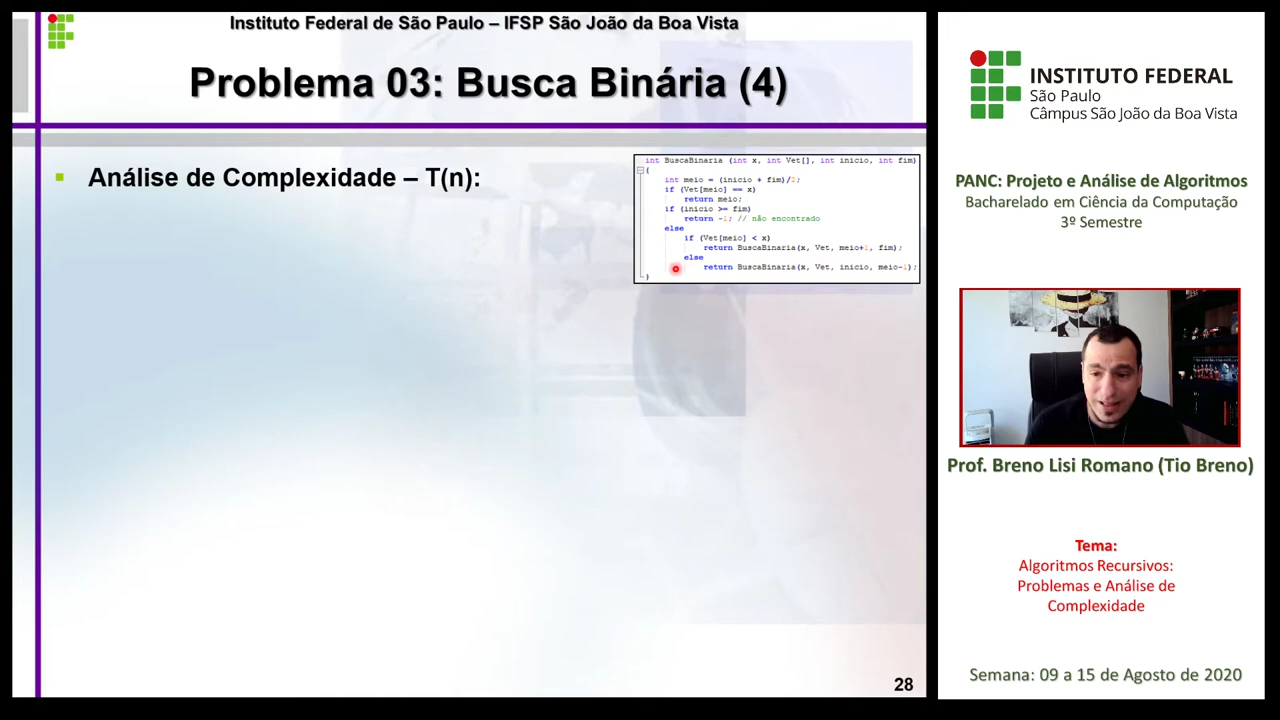 Instituto Federal de São Paulo – IFSP São João da Boa Vista
Problema 03: Busca Binária (4)
Análise de Complexidade – T(n):
int BuscaBinaria (int x, int Vet[], int inicio, int fim)
{
int meio = (inicio + fim)/2;
if (Vet[meio] == x)
return meio;
if (inicio >= fim)
return -1; // não encontrado
else
if (Vet[meio] < x)
return BuscaBinaria(x, Vet, meio+1, fim);
else
return BuscaBinaria(x, Vet, inicio, meio-1);
}
28
INSTITUTO FEDERAL
São Paulo
Câmpus São João da Boa Vista
PANC: Projeto e Análise de Algoritmos
Bacharelado em Ciência da Computação
3º Semestre
Prof. Breno Lisi Romano (Tio Breno)
Tema:
Algoritmos Recursivos:
Problemas e Análise de
Complexidade
Semana: 09 a 15 de Agosto de 2020